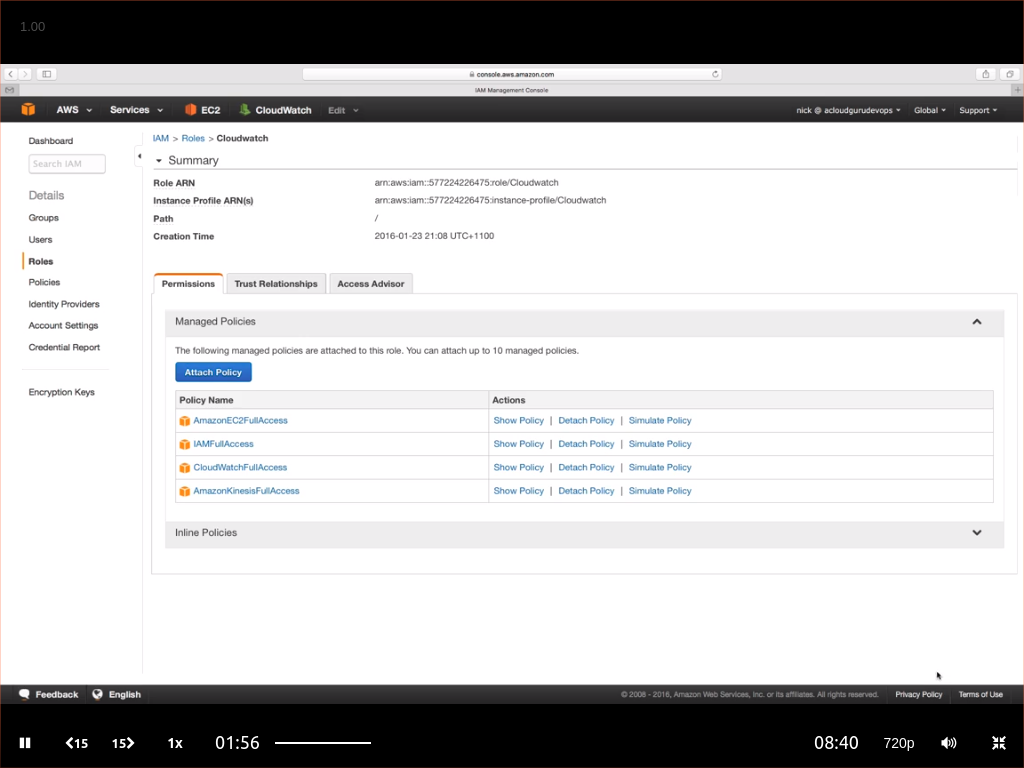 1.00
console.aws.amazon.com
IAM Management Console
AWS Services EC2 CloudWatch Edit nick @ acloudgurudevops Global Support
Dashboard
Search IAM
Details
Groups
Users
Roles
Policies
Identity Providers
Account Settings
Credential Report
Encryption Keys
IAM > Roles > Cloudwatch
Summary
Role ARN arn:aws:iam::577224226475:role/Cloudwatch
Instance Profile ARN(s) arn:aws:iam::577224226475:instance-profile/Cloudwatch
Path /
Creation Time 2016-01-23 21:08 UTC+1100
Permissions Trust Relationships Access Advisor
Managed Policies
The following managed policies are attached to this role. You can attach up to 10 managed policies.
Attach Policy
Policy Name Actions
AmazonEC2FullAccess Show Policy | Detach Policy | Simulate Policy
IAMFullAccess Show Policy | Detach Policy | Simulate Policy
CloudWatchFullAccess Show Policy | Detach Policy | Simulate Policy
AmazonKinesisFullAccess Show Policy | Detach Policy | Simulate Policy
Inline Policies
Feedback English © 2008 - 2016, Amazon Web Services, Inc. or its affiliates. All rights reserved. Privacy Policy Terms of Use
15 15 1x 01:56 08:40 720p